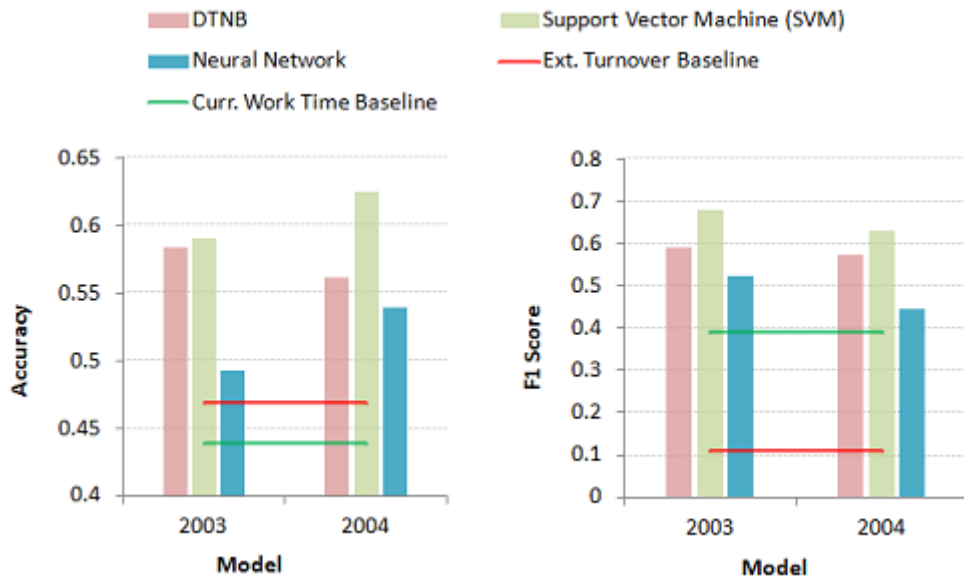 DTNB
Support Vector Machine (SVM)
Neural Network
Ext. Turnover Baseline
Curr. Work Time Baseline
0.65
0.6
0.55
0.5
0.45
0.4
Accuracy
2003
2004
Model
0.8
0.7
0.6
0.5
0.4
0.3
0.2
0.1
0
F1 Score
2003
2004
Model